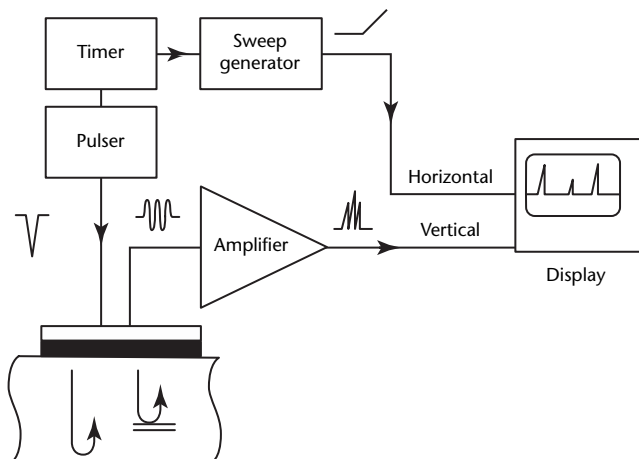 Timer
Sweep
generator
Pulser
Horizontal
Amplifier
Vertical
Display